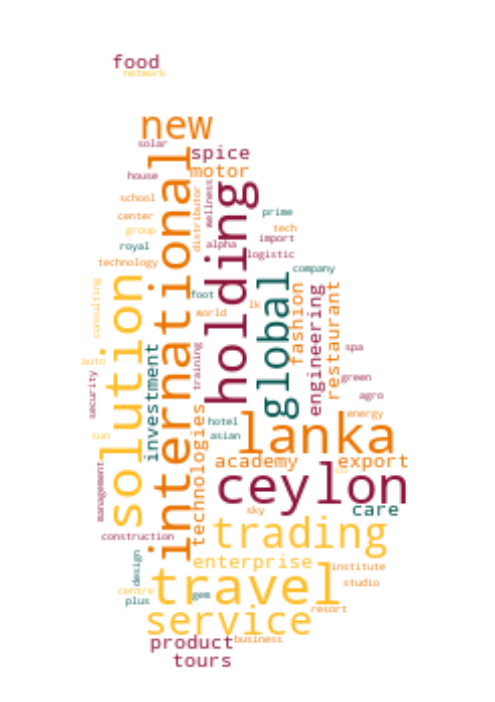 food
network
new
solar
spice
motor
house
international
holding
wellness
distributor
school
prime
center
tech
group
import
royal
alpha
logistic
technology
company
solution
global
foot
fashion
engineering
restaurant
consulting
lk
world
investment
training
spa
auto
security
green
agro
energy
hotel
lanka
sun
asian
technologies
academy
export
management
ceylon
sky
care
trading
construction
design
enterprise
institute
travel
studio
centre
gem
plus
service
resort
product
business
tours